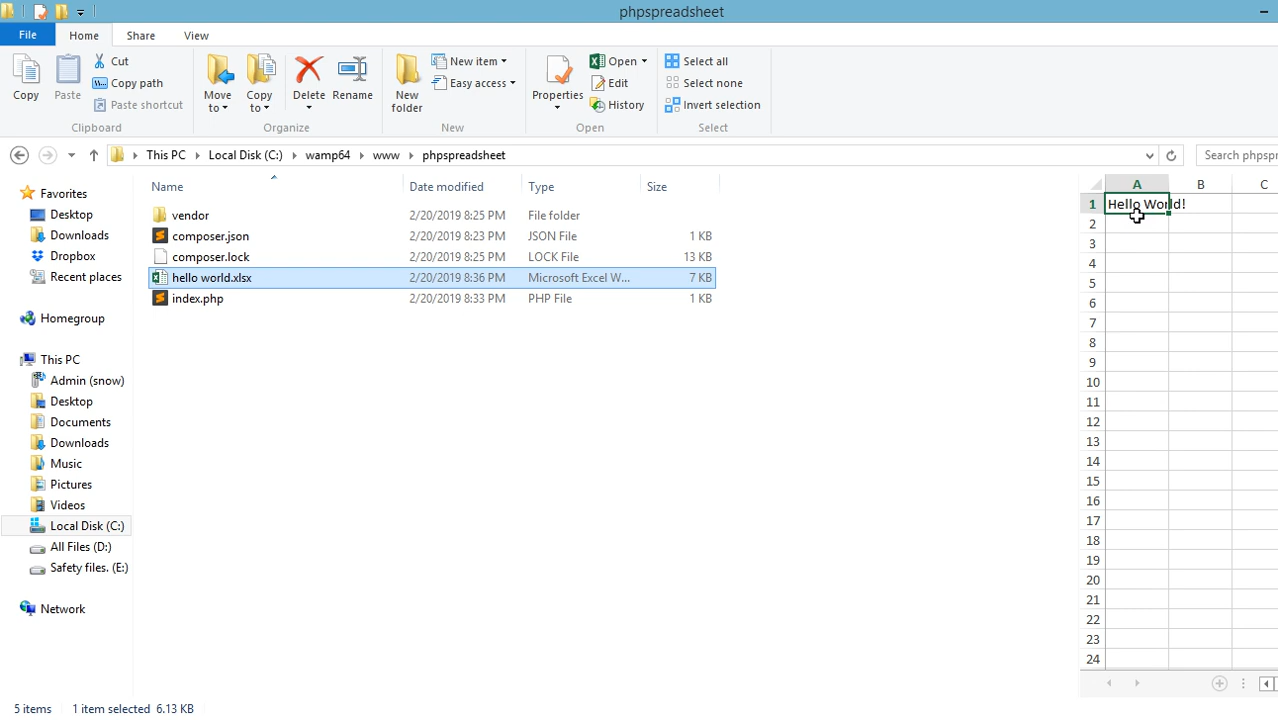 phpspreadsheet
File Home Share View
Copy
Paste
Cut
Copy path
Paste shortcut
Clipboard
Move to
Copy to
Delete
Rename
Organize
New folder
New item
Easy access
New
Properties
Open
Edit
History
Open
Select all
Select none
Invert selection
Select
This PC Local Disk (C:) wamp64 www phpspreadsheet
Search phpspr
Favorites
Desktop
Downloads
Dropbox
Recent places
Homegroup
This PC
Admin (snow)
Desktop
Documents
Downloads
Music
Pictures
Videos
Local Disk (C:)
All Files (D:)
Safety files. (E:)
Network
Name Date modified Type Size
vendor 2/20/2019 8:25 PM File folder
composer.json 2/20/2019 8:23 PM JSON File 1 KB
composer.lock 2/20/2019 8:25 PM LOCK File 13 KB
hello world.xlsx 2/20/2019 8:36 PM Microsoft Excel W... 7 KB
index.php 2/20/2019 8:33 PM PHP File 1 KB
A B C
1 Hello World!
2
3
4
5
6
7
8
9
10
11
12
13
14
15
16
17
18
19
20
21
22
23
24
5 items 1 item selected 6.13 KB